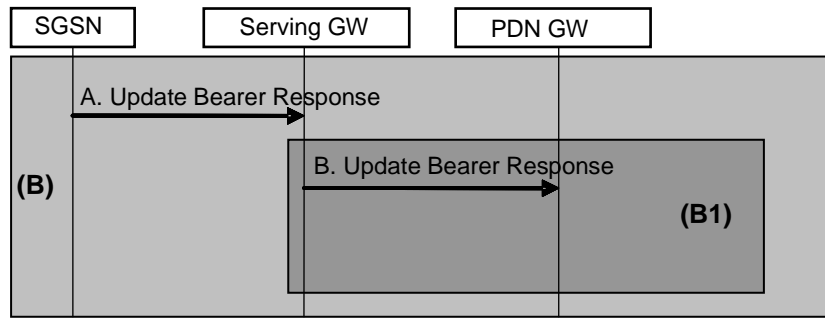 SGSN
Serving GW
PDN GW
A. Update Bearer Response
B. Update Bearer Response
(B)
(B1)